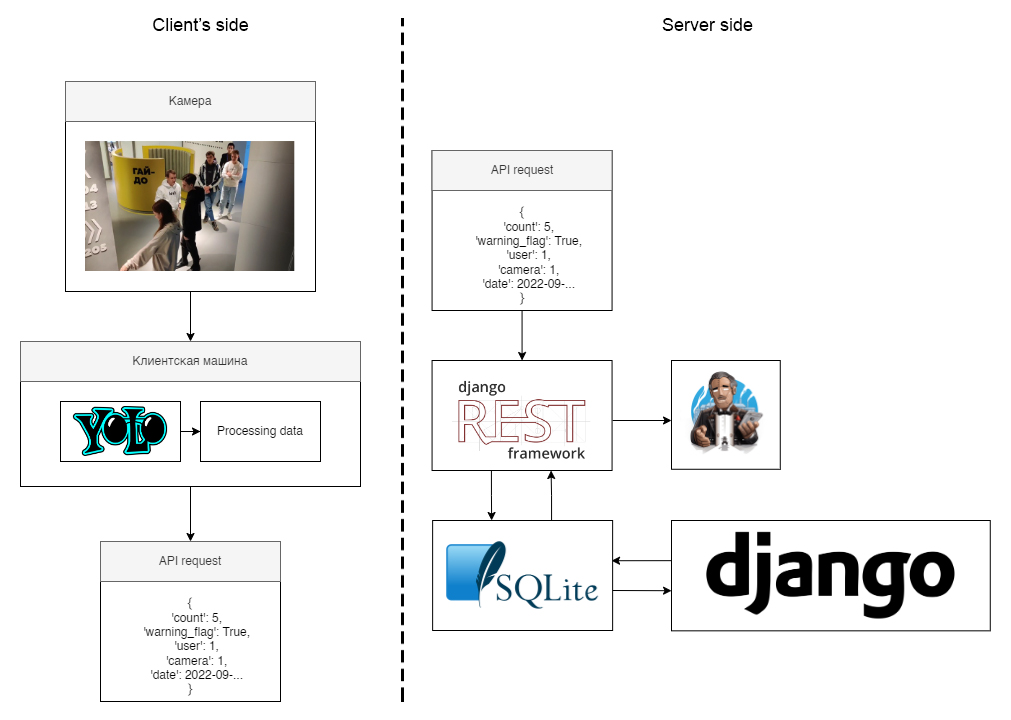 Client's side
Server side
Камера
ГАЙ-
ДО
205
Клиентская машина
YOLO
Processing data
API request
{
'count': 5,
'warning_flag': True,
'user': 1,
'camera': 1,
'date': 2022-09-...
}
API request
{
'count': 5,
'warning_flag': True,
'user': 1,
'camera': 1,
'date': 2022-09-...
}
django
REST
framework
SQLite
django